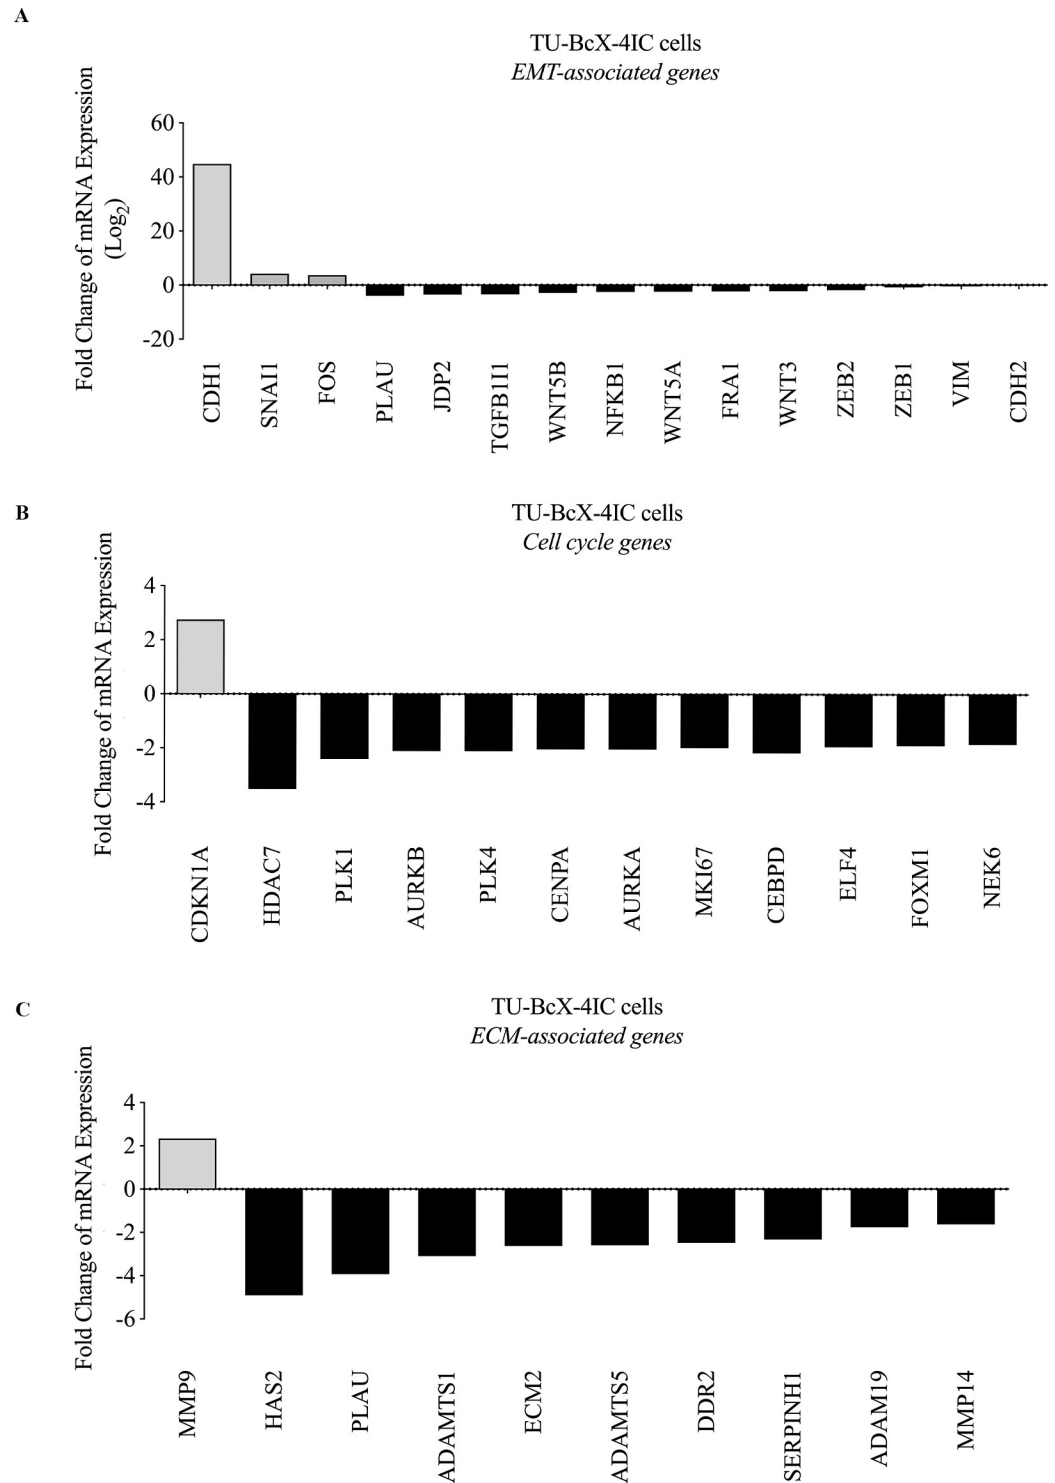 A
TU-BcX-4IC cells
EMT-associated genes
Fold Change of mRNA Expression
(Log2)
60
40
20
0
-20
CDH1
SNAI1
FOS
PLAU
JDP2
TGFB1I1
WNT5B
NFKB1
WNT5A
FRA1
WNT3
ZEB2
ZEB1
VIM
CDH2
B
TU-BcX-4IC cells
Cell cycle genes
Fold Change of mRNA Expression
4
2
0
-2
-4
CDKN1A
HDAC7
PLK1
AURKB
PLK4
CENPA
AURKA
MKI67
CEBPD
ELF4
FOXM1
NEK6
C
TU-BcX-4IC cells
ECM-associated genes
Fold Change of mRNA Expression
4
2
0
-2
-4
-6
MMP9
HAS2
PLAU
ADAMTS1
ECM2
ADAMTS5
DDR2
SERPINH1
ADAM19
MMP14